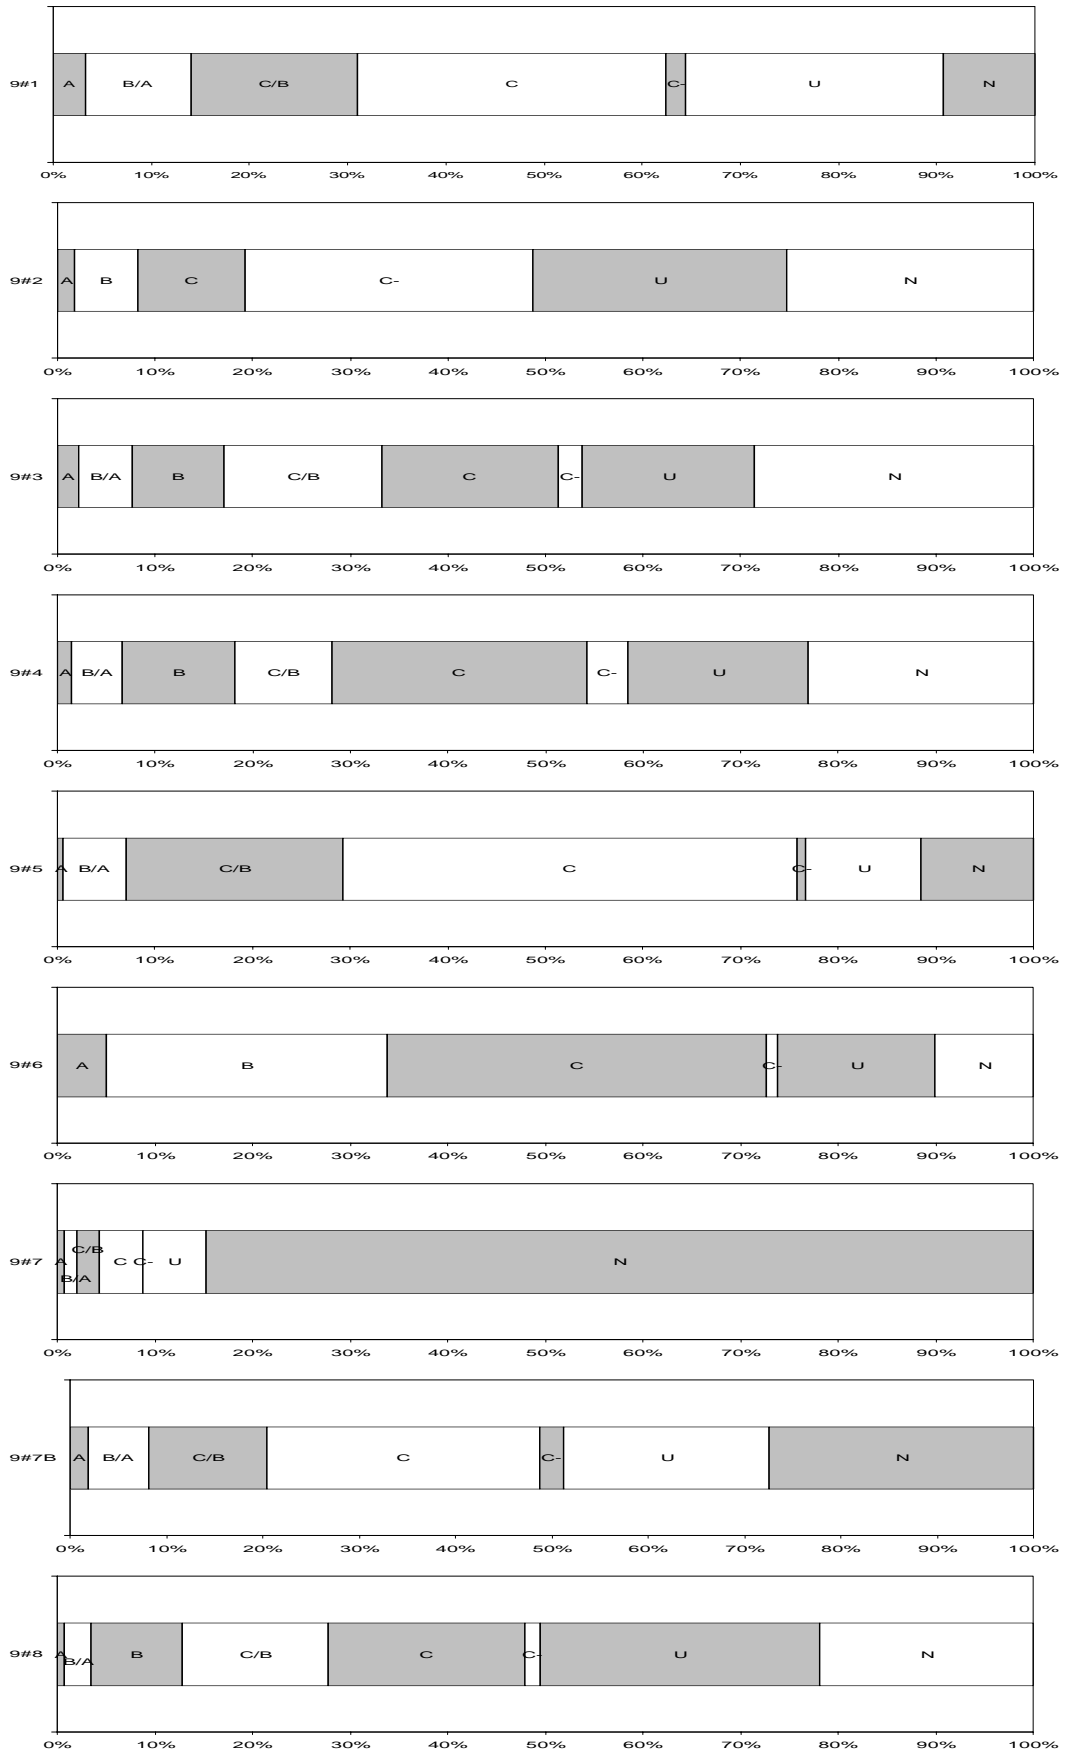 9#1 A B/A C/B C C- U N
0% 10% 20% 30% 40% 50% 60% 70% 80% 90% 100%
9#2 A B C C- U N
0% 10% 20% 30% 40% 50% 60% 70% 80% 90% 100%
9#3 A B/A B C/B C C- U N
0% 10% 20% 30% 40% 50% 60% 70% 80% 90% 100%
9#4 A B/A B C/B C C- U N
0% 10% 20% 30% 40% 50% 60% 70% 80% 90% 100%
9#5 A B/A C/B C C- U N
0% 10% 20% 30% 40% 50% 60% 70% 80% 90% 100%
9#6 A B C C- U N
0% 10% 20% 30% 40% 50% 60% 70% 80% 90% 100%
9#7 A B/A C/B C C- U N
0% 10% 20% 30% 40% 50% 60% 70% 80% 90% 100%
9#7B A B/A C/B C C- U N
0% 10% 20% 30% 40% 50% 60% 70% 80% 90% 100%
9#8 A B/A B C/B C C- U N
0% 10% 20% 30% 40% 50% 60% 70% 80% 90% 100%